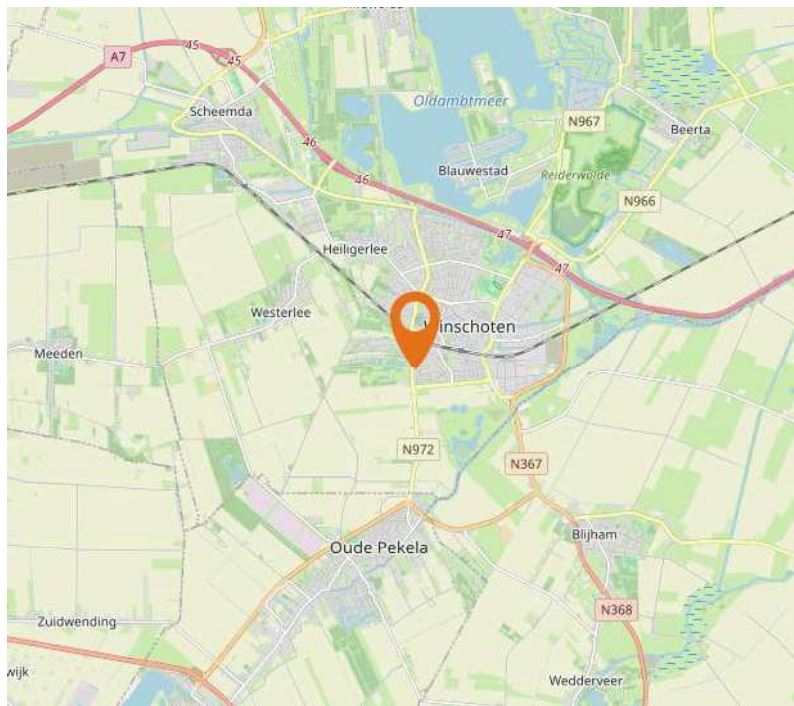 45
A7
45
Scheemda
Oldambtmeer
N967
Beerta
46
46
Blauwestad
Reiderwolde
N966
47
Heiligerlee
47
Westerlee
Winschoten
Meeden
N972
N367
Blijham
Oude Pekela
N368
Zuidwending
wijk
Wedderveer